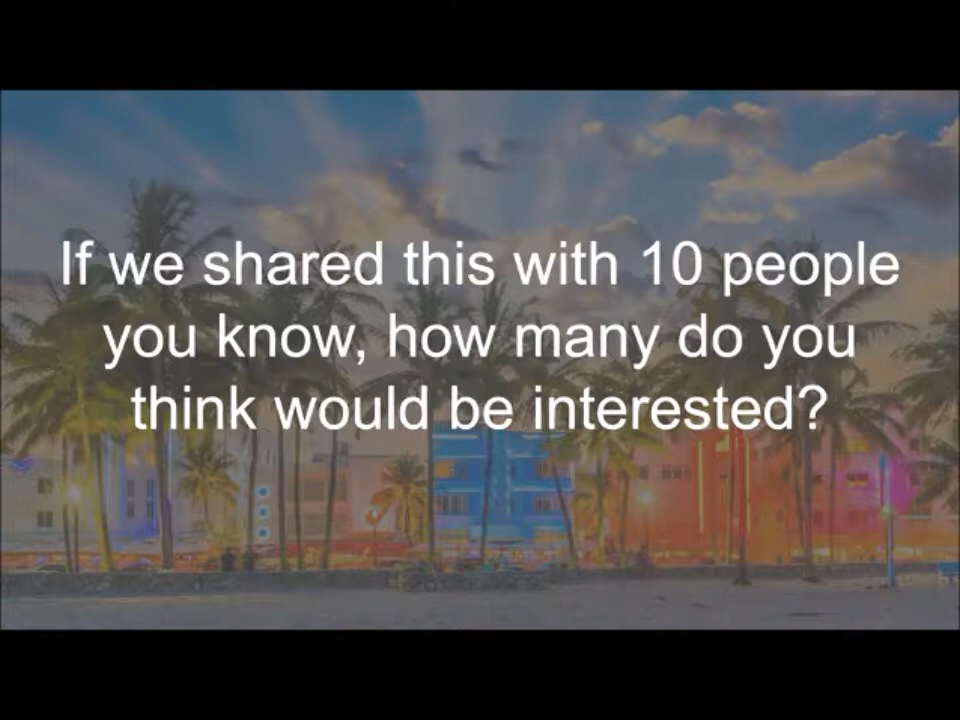 If we shared this with 10 people
you know, how many do you
think would be interested?